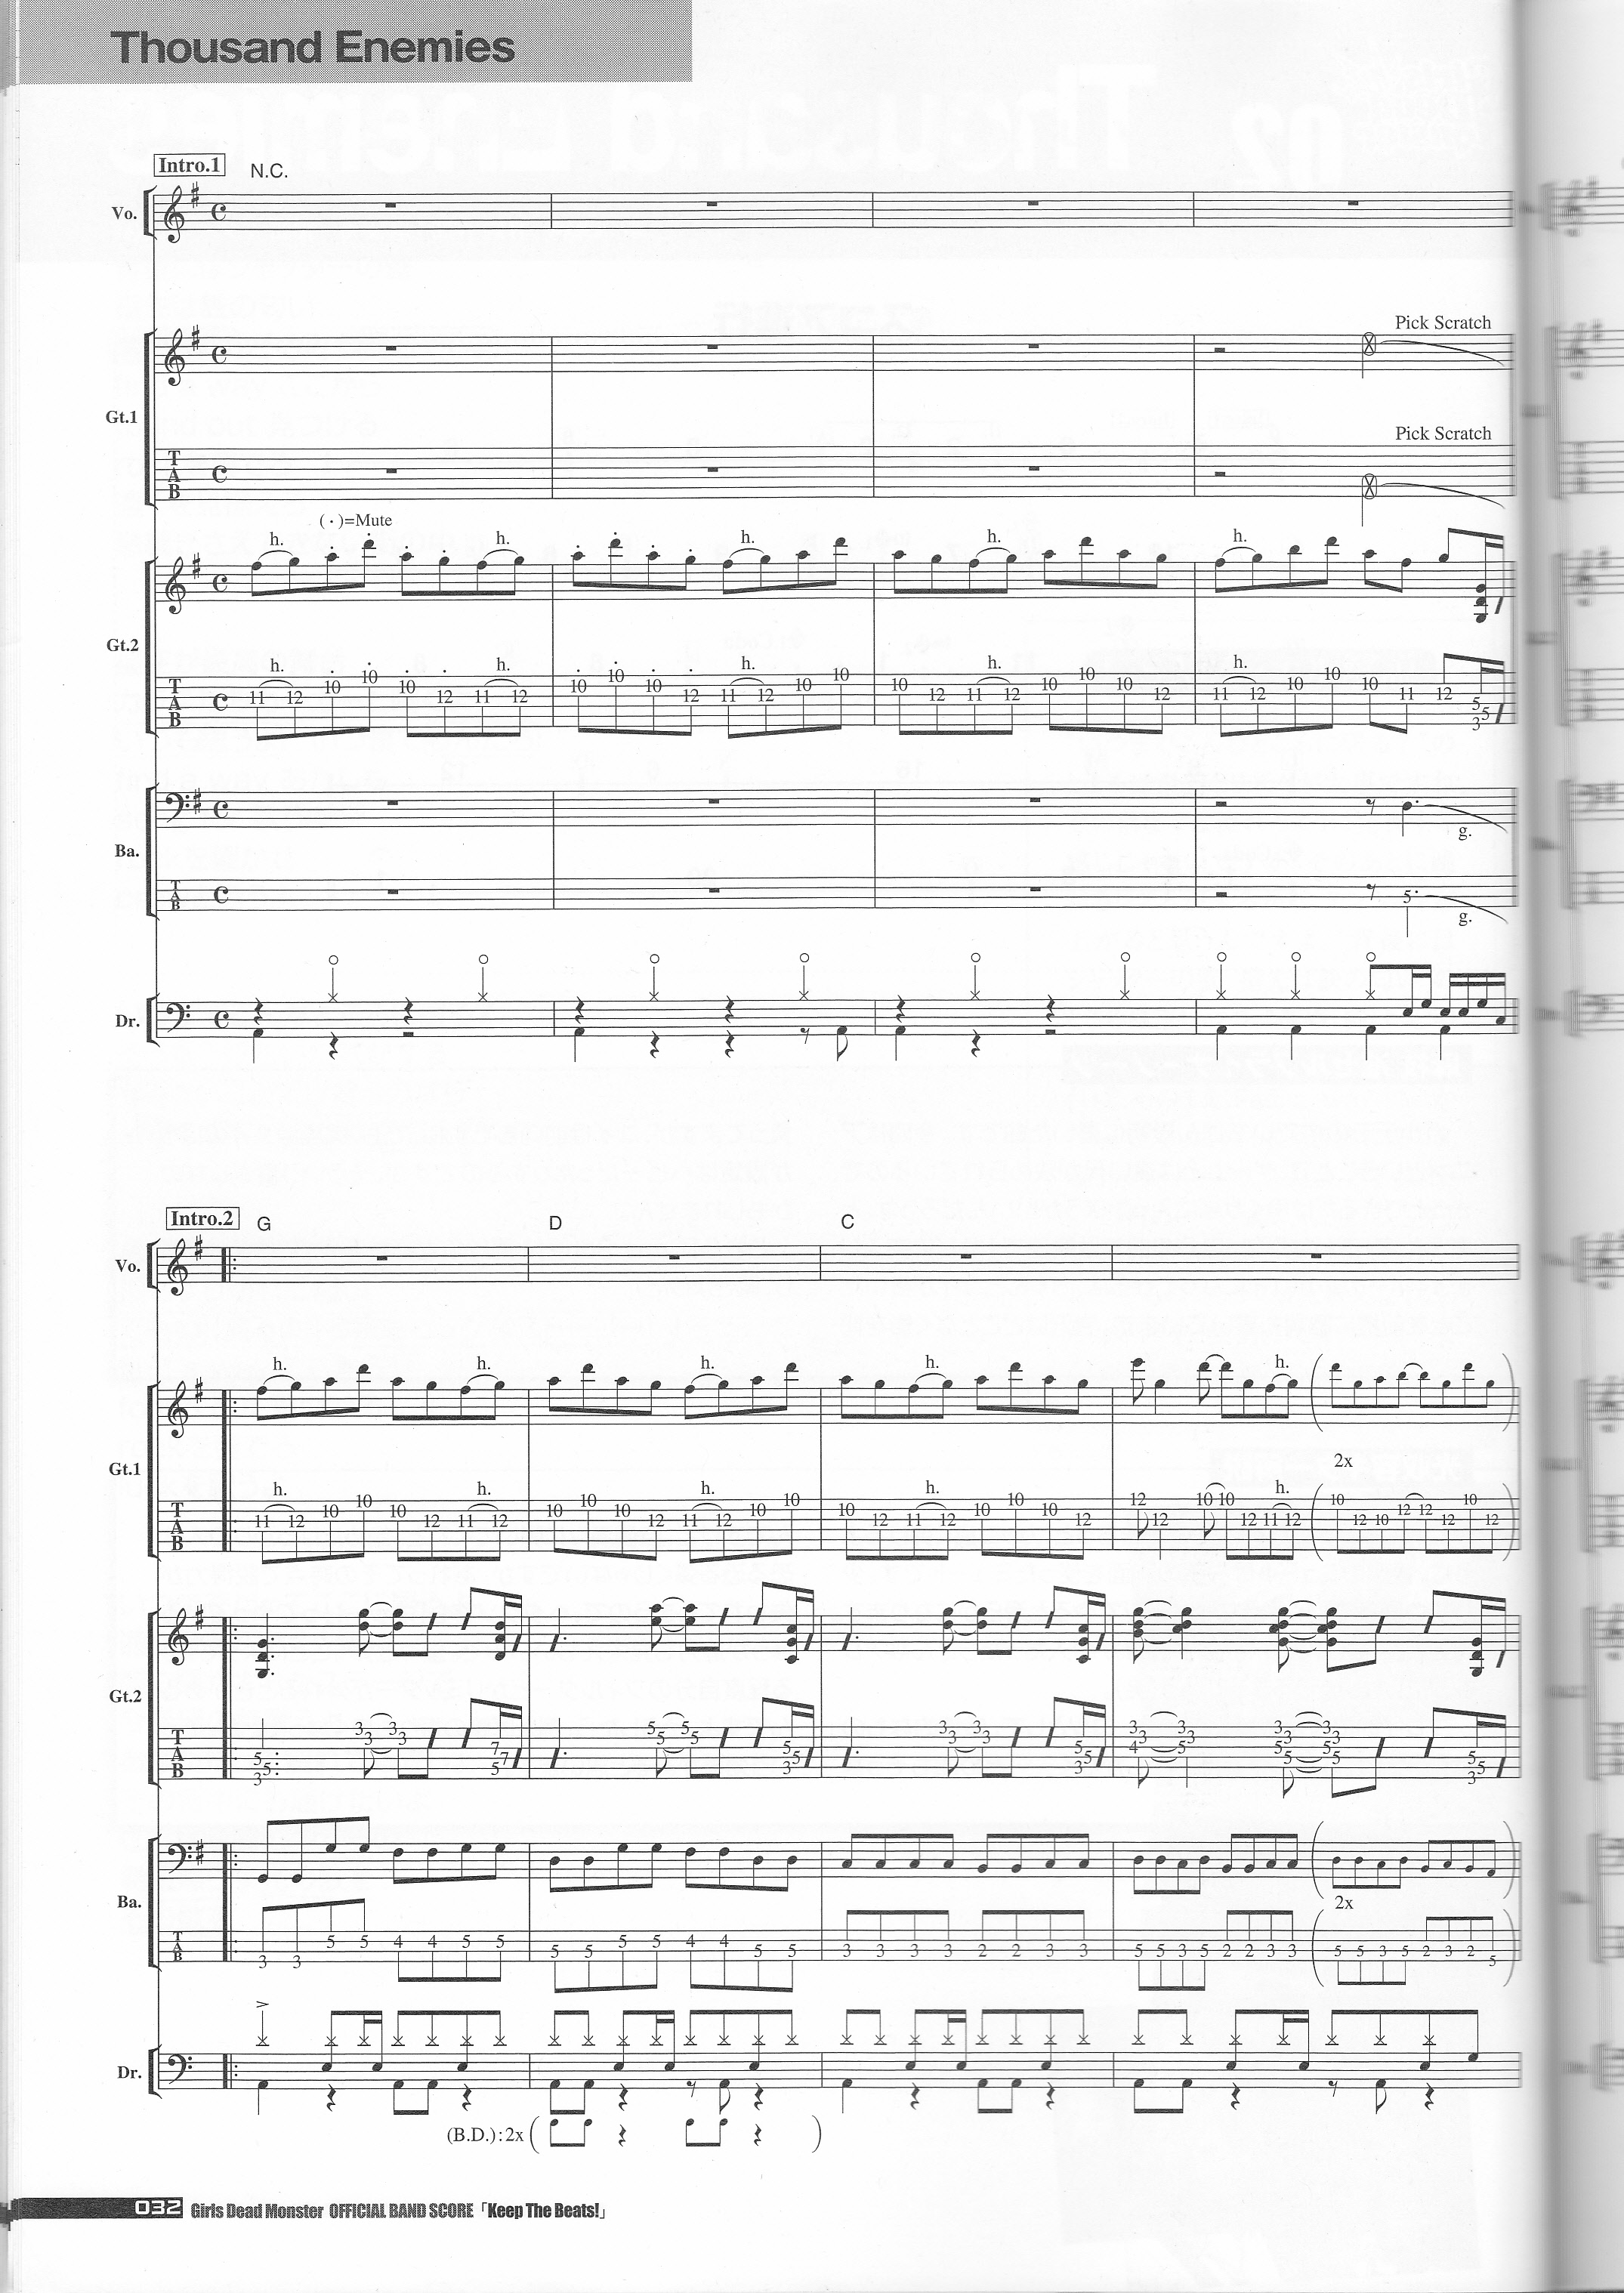 Thousand Enemies
Intro.1 N.C.
Vo.
Pick Scratch
Gt.1
Pick Scratch
T
A
B
(・)=Mute
h. h. h. h. h.
Gt.2
h. h. h. h. h.
T
A
B
11 12 10 10 10 12 11 12 10 10 10 12 11 12 10 10 10 12 11 12 10 10 10 12 11 12 10 10 10 11 12 5 5 3
g.
Ba.
T
A
B
5
g.
Dr.
Intro.2 G D C
Vo.
h. h. h. h. h.
Gt.1
2x
h. h. h. h. h.
T
A
B
11 12 10 10 10 12 11 12 10 10 10 12 11 12 10 10 10 12 11 12 10 10 10 12 12 12 10 10 12 11 12 10 12 10 12 12 12 10 12
Gt.2
T
A
B
5 5 3 3 3 3 3 7 7 5 5 5 5 5 5 5 3 3 3 3 3 5 5 3 3 3 4 3 3 5 3 3 5 5 3 3 5 5 5 5 3
Ba.
2x
T
A
B
3 3 5 5 4 4 5 5 5 5 5 5 4 4 5 5 3 3 3 3 2 2 3 3 5 5 3 5 2 2 3 3 5 5 3 5 2 3 2 5
Dr.
(B.D.):2x
032 Girls Dead Monster OFFICIAL BAND SCORE「Keep The Beats!」